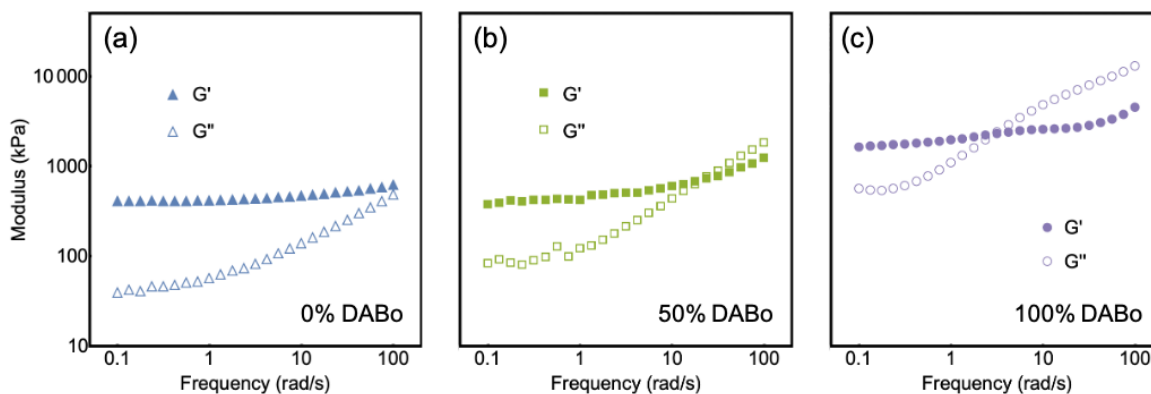 (a)
(b)
(c)
Modulus (kPa)
10 000
1000
100
10
G'
G"
G'
G"
G'
G"
0% DABo
50% DABo
100% DABo
0.1 1 10 100
0.1 1 10 100
0.1 1 10 100
Frequency (rad/s)
Frequency (rad/s)
Frequency (rad/s)